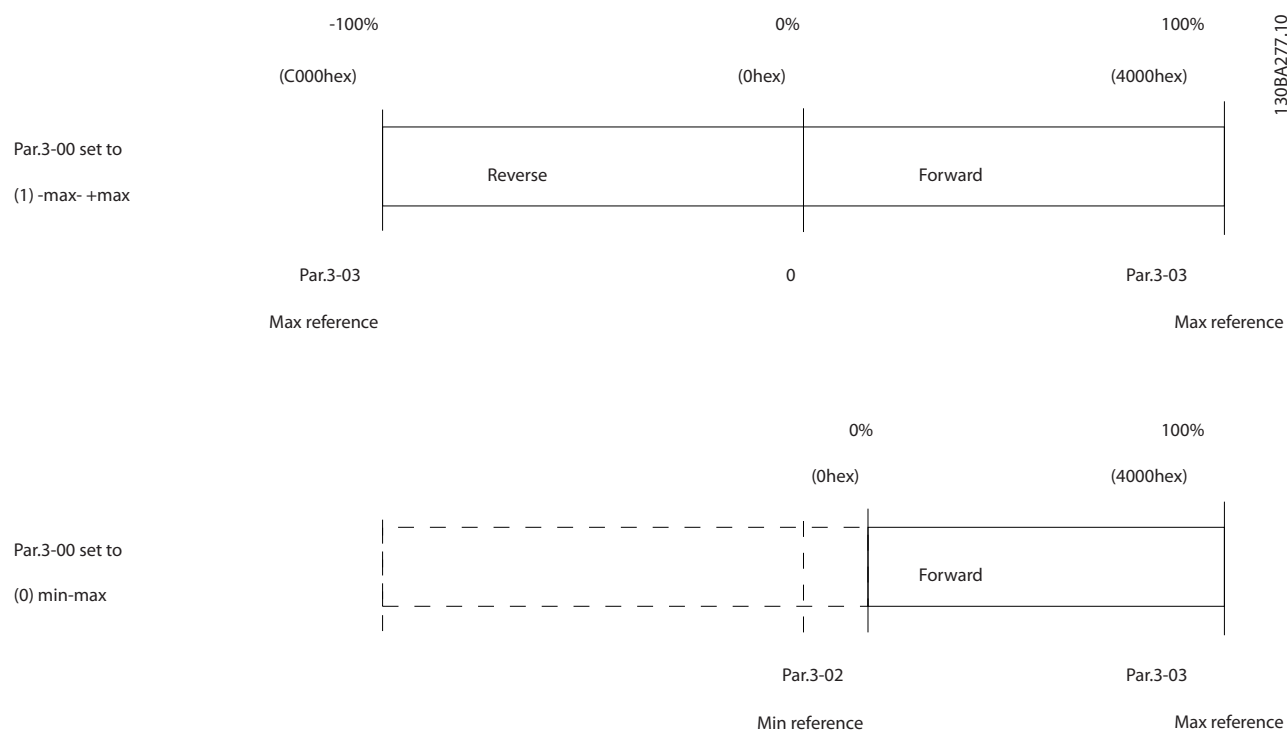 -100% 0% 100%
(C000hex) (0hex) (4000hex)
130BA277.10
Par.3-00 set to
Reverse Forward
(1) -max- +max
Par.3-03 0 Par.3-03
Max reference Max reference
0% 100%
(0hex) (4000hex)
Par.3-00 set to
Forward
(0) min-max
Par.3-02 Par.3-03
Min reference Max reference